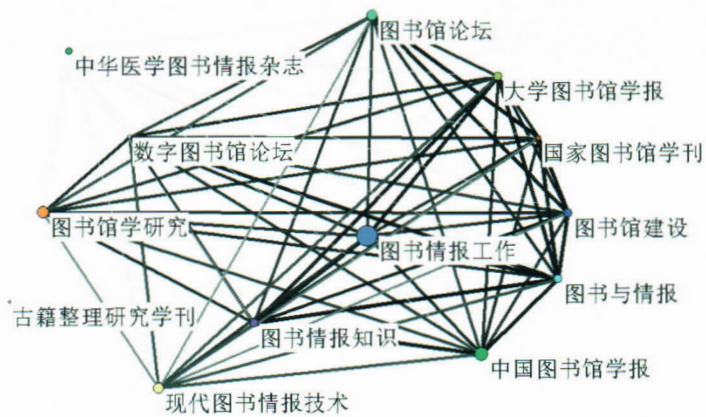 图书馆论坛
中华医学图书情报杂志
大学图书馆学报
数字图书馆论坛
国家图书馆学刊
图书馆学研究
图书馆建设
图书情报工作
图书与情报
古籍整理研究学刊
图书情报知识
中国图书馆学报
现代图书情报技术